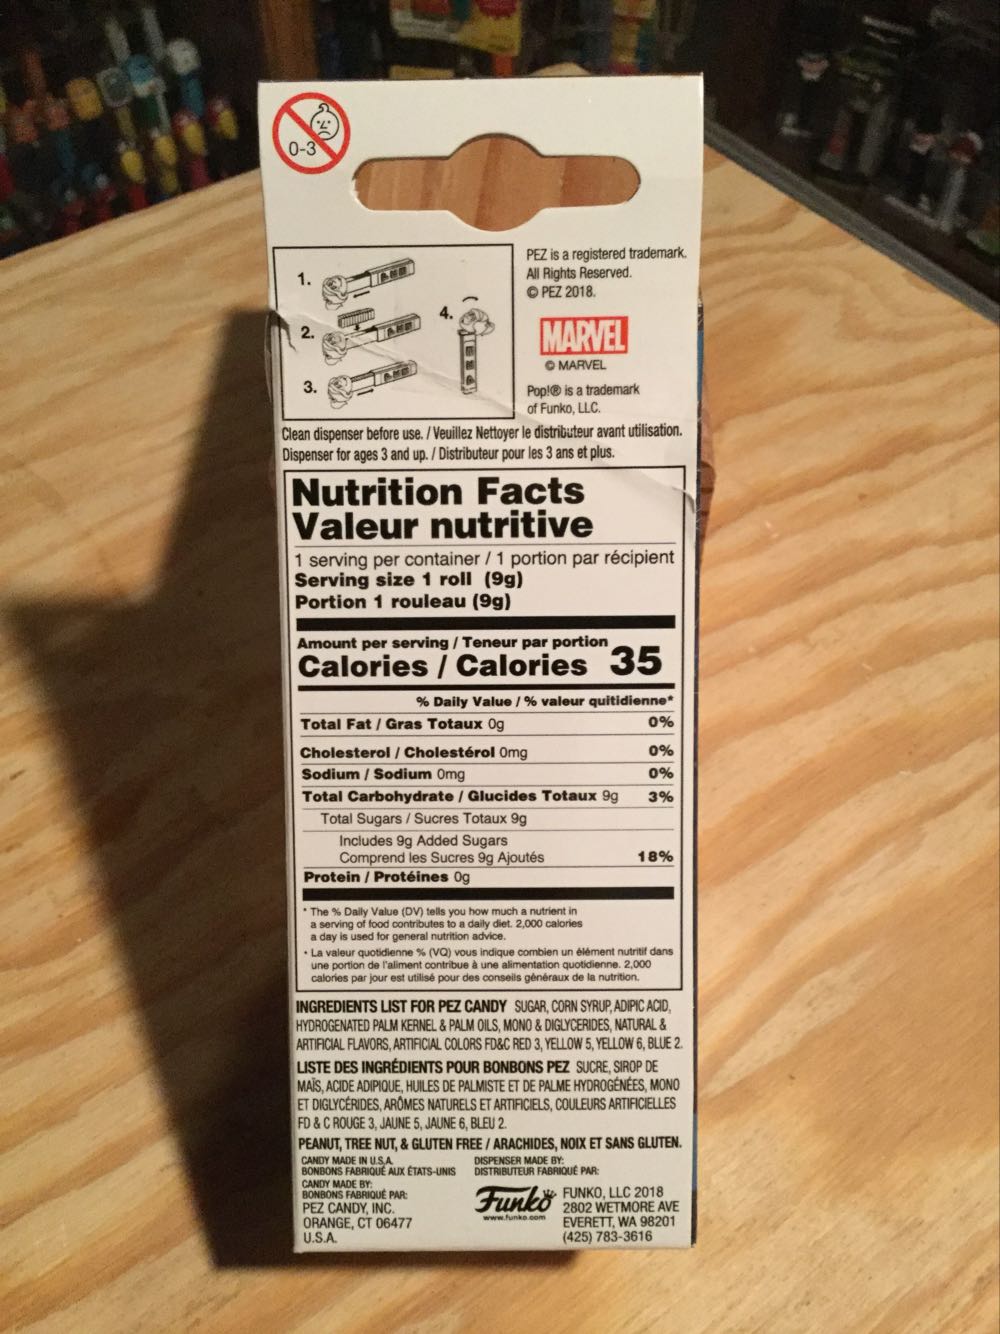 0-3
1.
2.
3.
4.
PEZ is a registered trademark.
All Rights Reserved.
© PEZ 2018.
MARVEL
© MARVEL
Pop!® is a trademark
of Funko, LLC.
Clean dispenser before use. / Veuillez Nettoyer le distributeur avant utilisation.
Dispenser for ages 3 and up. / Distributeur pour les 3 ans et plus.
Nutrition Facts
Valeur nutritive
1 serving per container / 1 portion par récipient
Serving size 1 roll (9g)
Portion 1 rouleau (9g)
Amount per serving / Teneur par portion
Calories / Calories 35
% Daily Value / % valeur quitidienne*
Total Fat / Gras Totaux 0g 0%
Cholesterol / Cholestérol 0mg 0%
Sodium / Sodium 0mg 0%
Total Carbohydrate / Glucides Totaux 9g 3%
Total Sugars / Sucres Totaux 9g
Includes 9g Added Sugars
Comprend les Sucres 9g Ajoutés 18%
Protein / Protéines 0g
* The % Daily Value (DV) tells you how much a nutrient in
a serving of food contributes to a daily diet. 2,000 calories
a day is used for general nutrition advice.
• La valeur quotidienne % (VQ) vous indique combien un élément nutritif dans
une portion de l'aliment contribue à une alimentation quotidienne. 2,000
calories par jour est utilisé pour des conseils généraux de la nutrition.
INGREDIENTS LIST FOR PEZ CANDY SUGAR, CORN SYRUP, ADIPIC ACID,
HYDROGENATED PALM KERNEL & PALM OILS, MONO & DIGLYCERIDES, NATURAL &
ARTIFICIAL FLAVORS, ARTIFICIAL COLORS FD&C RED 3, YELLOW 5, YELLOW 6, BLUE 2.
LISTE DES INGRÉDIENTS POUR BONBONS PEZ SUCRE, SIROP DE
MAÏS, ACIDE ADIPIQUE, HUILES DE PALMISTE ET DE PALME HYDROGÉNÉES, MONO
ET DIGLYCÉRIDES, ARÔMES NATURELS ET ARTIFICIELS, COULEURS ARTIFICIELLES
FD & C ROUGE 3, JAUNE 5, JAUNE 6, BLEU 2.
PEANUT, TREE NUT, & GLUTEN FREE / ARACHIDES, NOIX ET SANS GLUTEN.
CANDY MADE IN U.S.A.
BONBONS FABRIQUÉ AUX ÉTATS-UNIS
CANDY MADE BY:
BONBONS FABRIQUÉ PAR:
PEZ CANDY, INC.
ORANGE, CT 06477
U.S.A.
DISPENSER MADE BY:
DISTRIBUTEUR FABRIQUÉ PAR:
Funko
www.funko.com
FUNKO, LLC 2018
2802 WETMORE AVE
EVERETT, WA 98201
(425) 783-3616